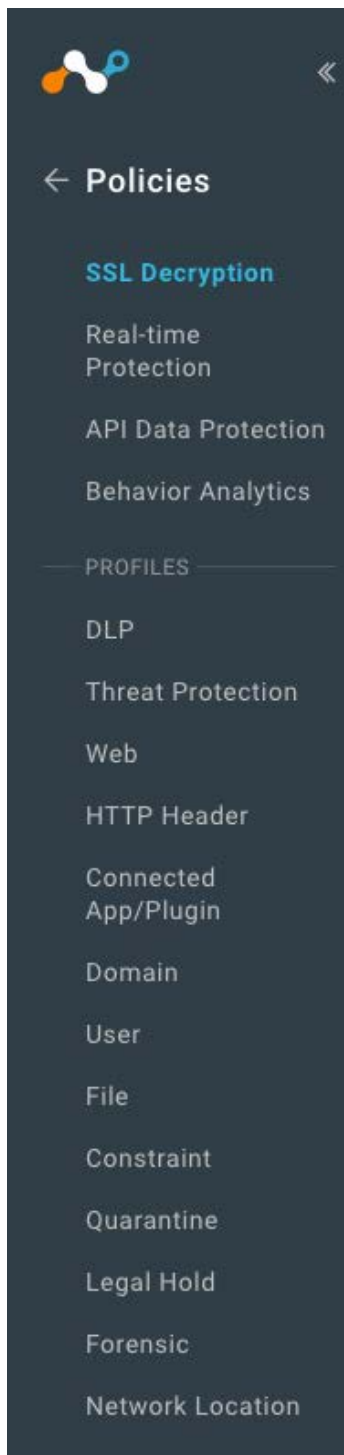 Policies
SSL Decryption
Real-time
Protection
API Data Protection
Behavior Analytics
PROFILES
DLP
Threat Protection
Web
HTTP Header
Connected
App/Plugin
Domain
User
File
Constraint
Quarantine
Legal Hold
Forensic
Network Location